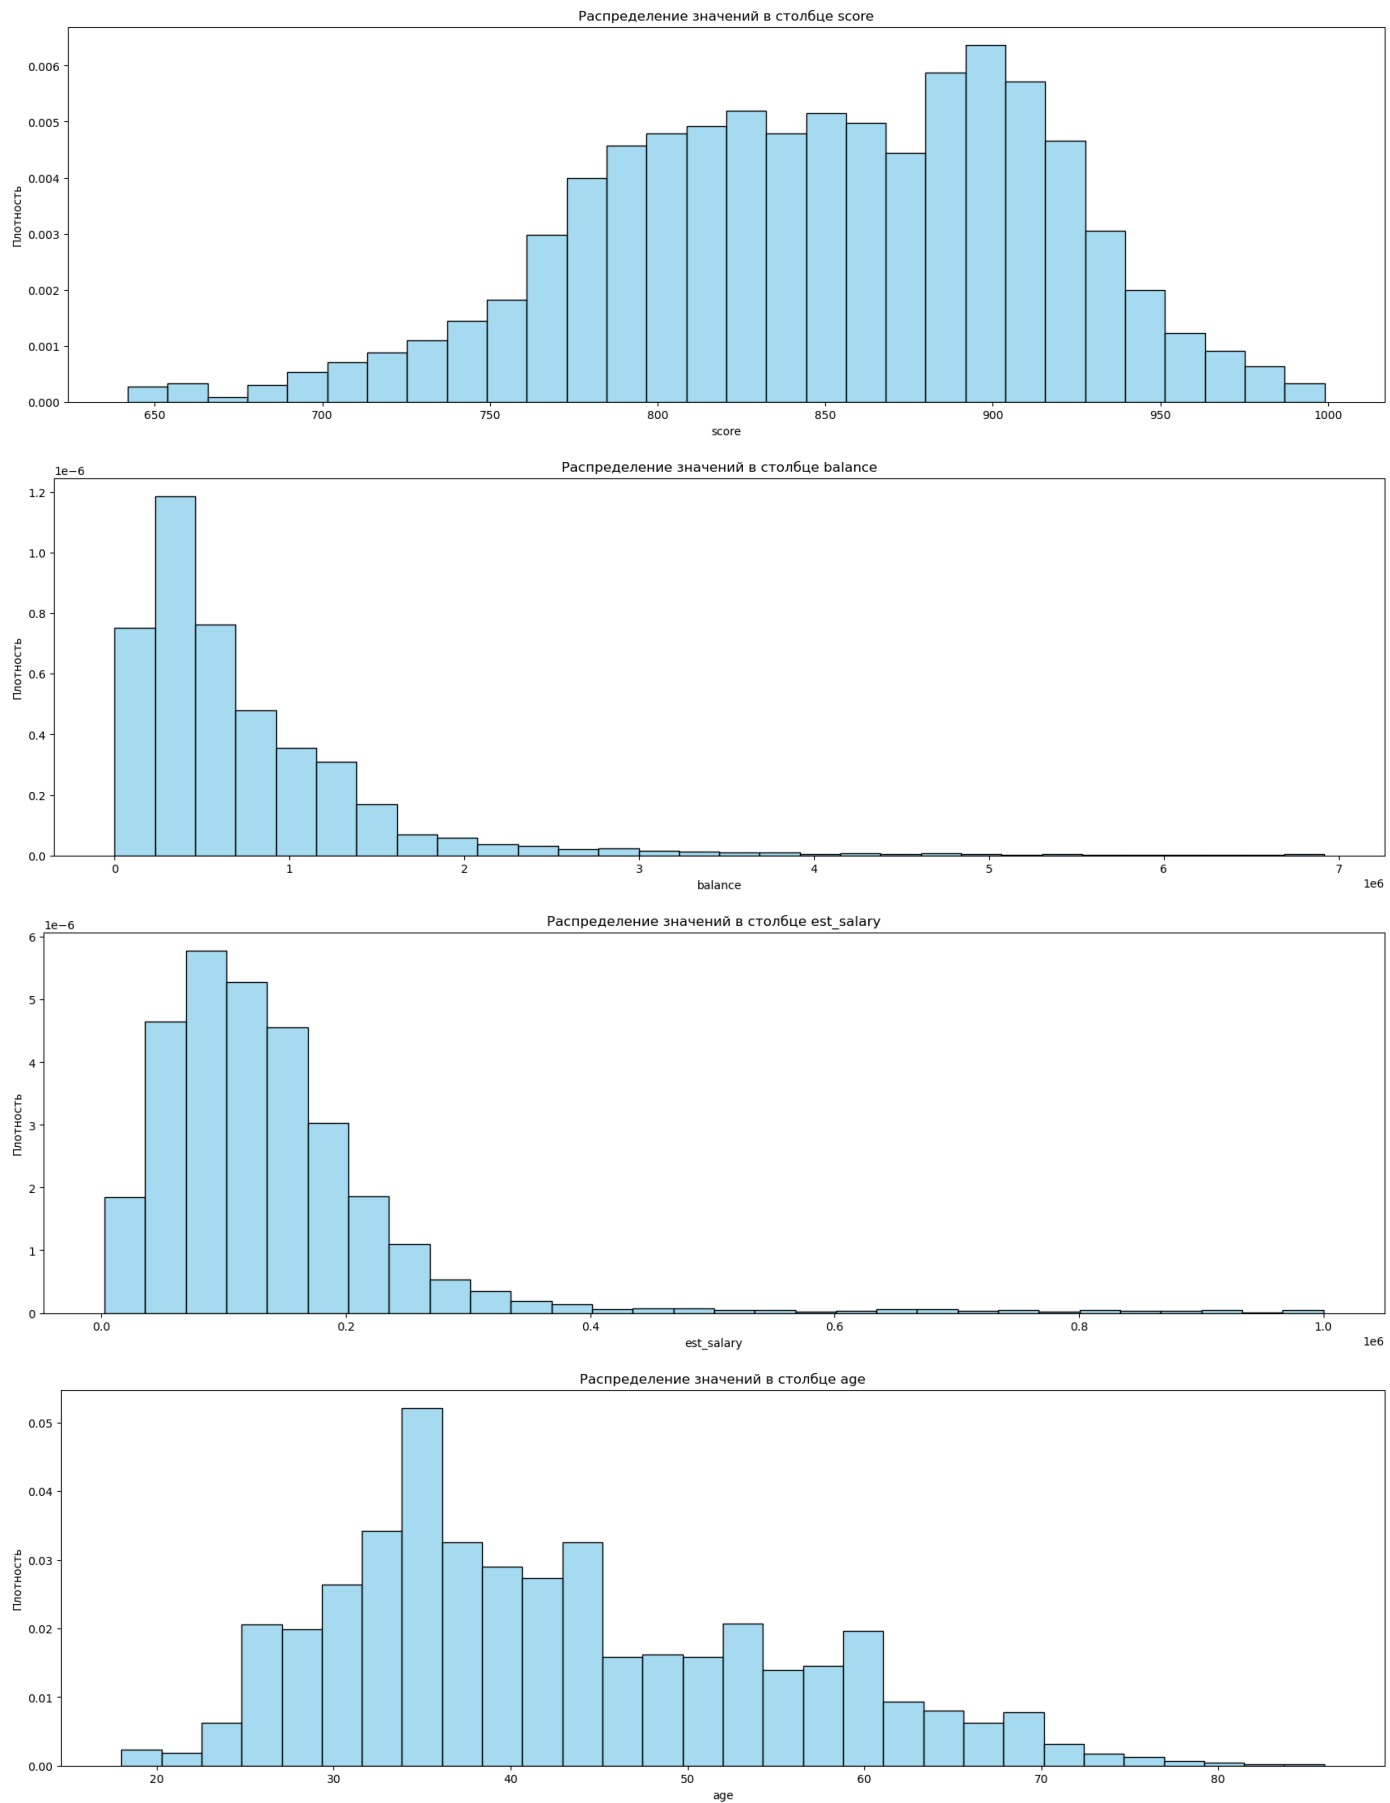 Распределение значений в столбце score
0.006
0.005
0.004
0.003
0.002
0.001
0.000
Плотность
650 700 750 800 850 900 950 1000
score
Распределение значений в столбце balance
1e−6
1.2
1.0
0.8
0.6
0.4
0.2
0.0
Плотность
0 1 2 3 4 5 6 7
balance
1e6
Распределение значений в столбце est_salary
1e−6
6
5
4
3
2
1
0
Плотность
0.0 0.2 0.4 0.6 0.8 1.0
est_salary
1e6
Распределение значений в столбце age
0.05
0.04
0.03
0.02
0.01
0.00
Плотность
20 30 40 50 60 70 80
age